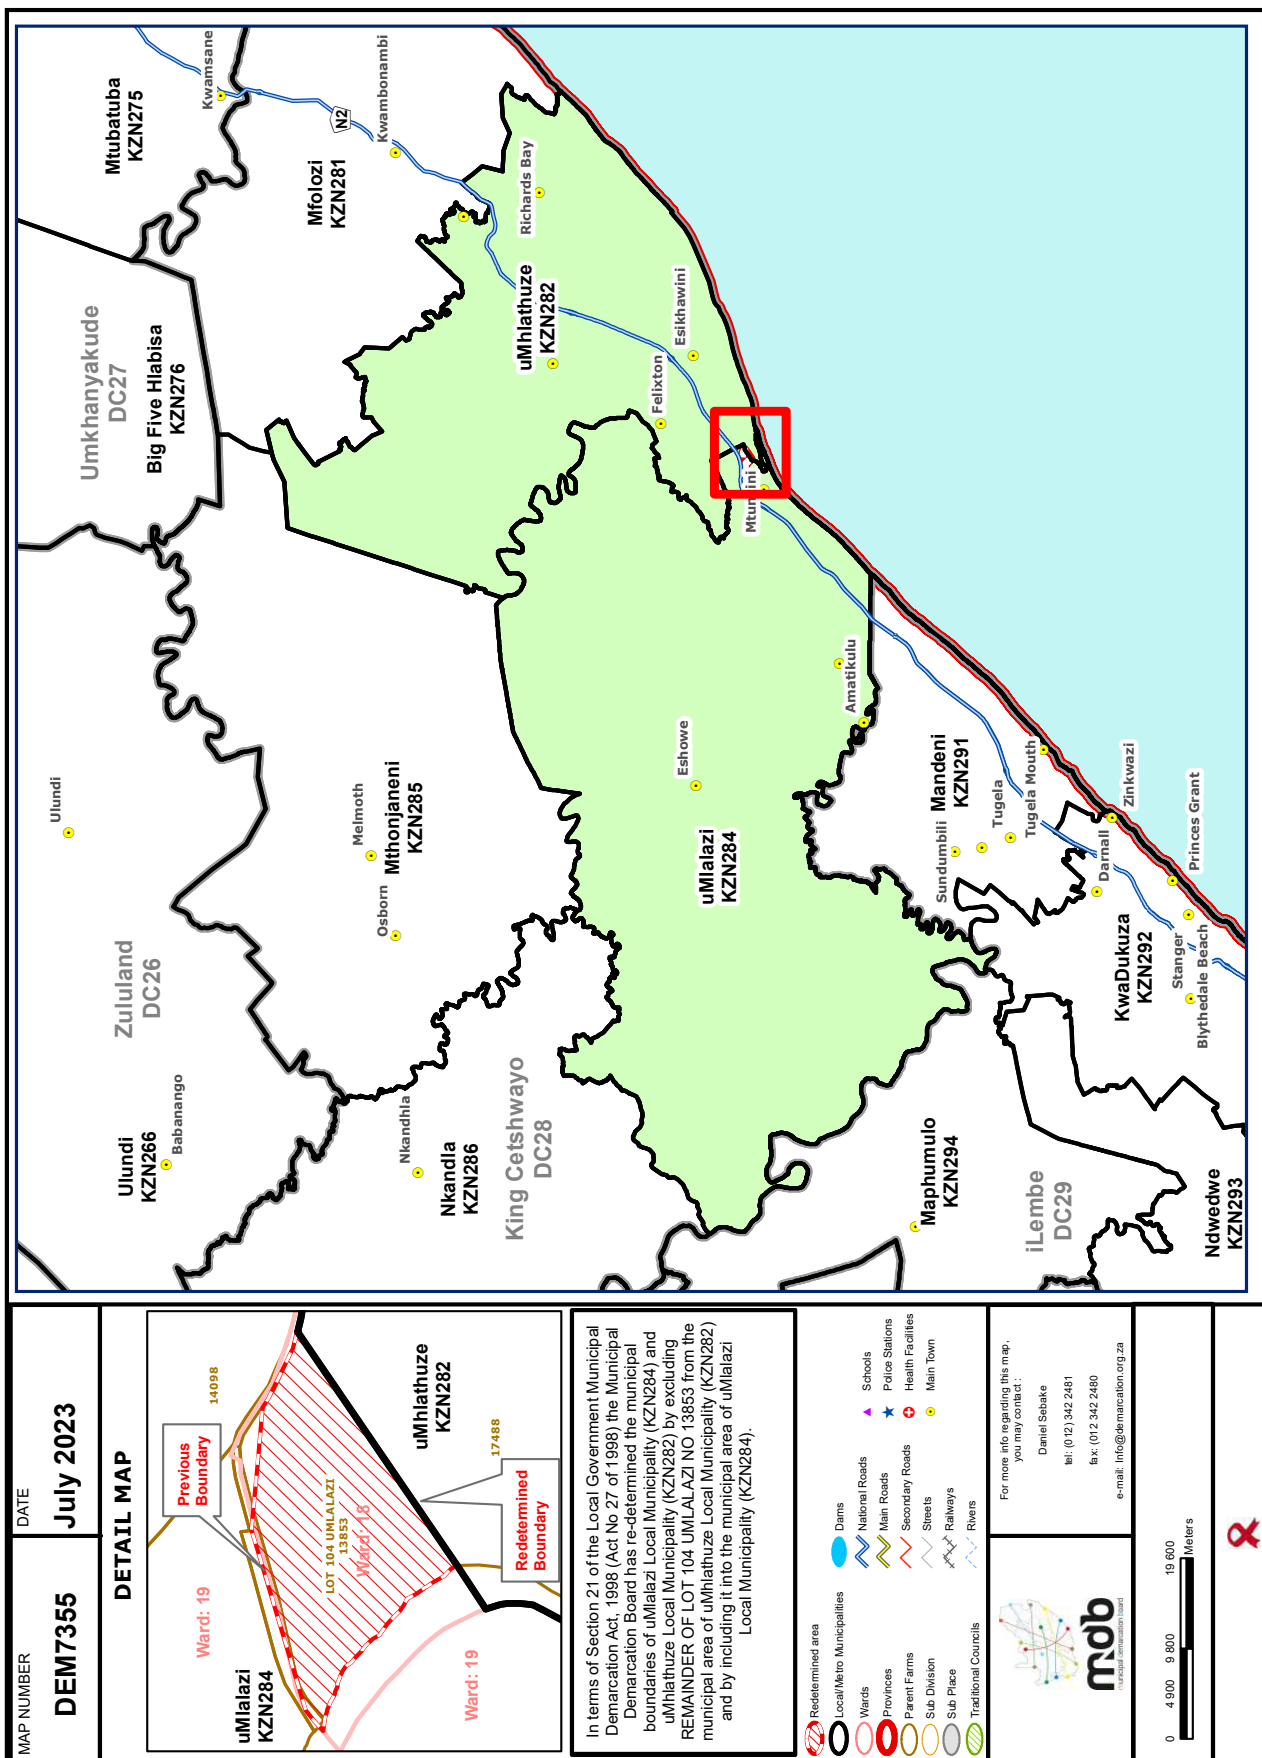 MAP NUMBER
DEM7355
DATE
July 2023
DETAIL MAP
Previous
Boundary
14098
Ward: 19
LOT 104 UMLALAZI
13853
Ward: 18
uMhlathuze
KZN282
17488
Redetermined
Boundary
uMlalazi
KZN284
Ward: 19
In terms of Section 21 of the Local Government Municipal
Demarcation Act, 1998 (Act No 27 of 1998) the Municipal
Demarcation Board has re-determined the municipal
boundaries of uMlalazi Local Municipality (KZN284) and
uMhlathuze Local Municipality (KZN282) by excluding
REMAINDER OF LOT 104 UMLALAZI NO 13853 from the
municipal area of uMhlathuze Local Municipality (KZN282)
and by including it into the municipal area of uMlalazi
Local Municipality (KZN284).
Redetermined area
Local/Metro Municipalities
Wards
Provinces
Parent Farms
Sub Division
Sub Place
Traditional Councils
Dams
National Roads
Main Roads
Secondary Roads
Streets
Railways
Rivers
Schools
Police Stations
Health Facilities
Main Town
mdb
municipal demarcation board
For more info regarding this map,
you may contact :
Daniel Sebake
tel: (012) 342 2481
fax: (012 342 2480
e-mail: Info@demarcation.org.za
0 4 900 9 800 19 600
Meters
Ulundi
Zululand
DC26
Ulundi
KZN266
Babanango
Umkhanyakude
DC27
Big Five Hlabisa
KZN276
Mtubatuba
KZN275
Kwamsane
Mfolozi
KZN281
N2
Kwambonambi
Melmoth
Mthonjaneni
KZN285
Osborn
Nkandhla
Nkandla
KZN286
King Cetshwayo
DC28
Richards Bay
uMhlathuze
KZN282
Esikhawini
Felixton
Eshowe
uMlalazi
KZN284
Amatikulu
Mandeni
KZN291
Sundumbili
Tugela
Tugela Mouth
Zinkwazi
Darnall
Princes Grant
KwaDukuza
KZN292
Stanger
Blythedale Beach
Maphumulo
KZN294
iLembe
DC29
Ndwedwe
KZN293